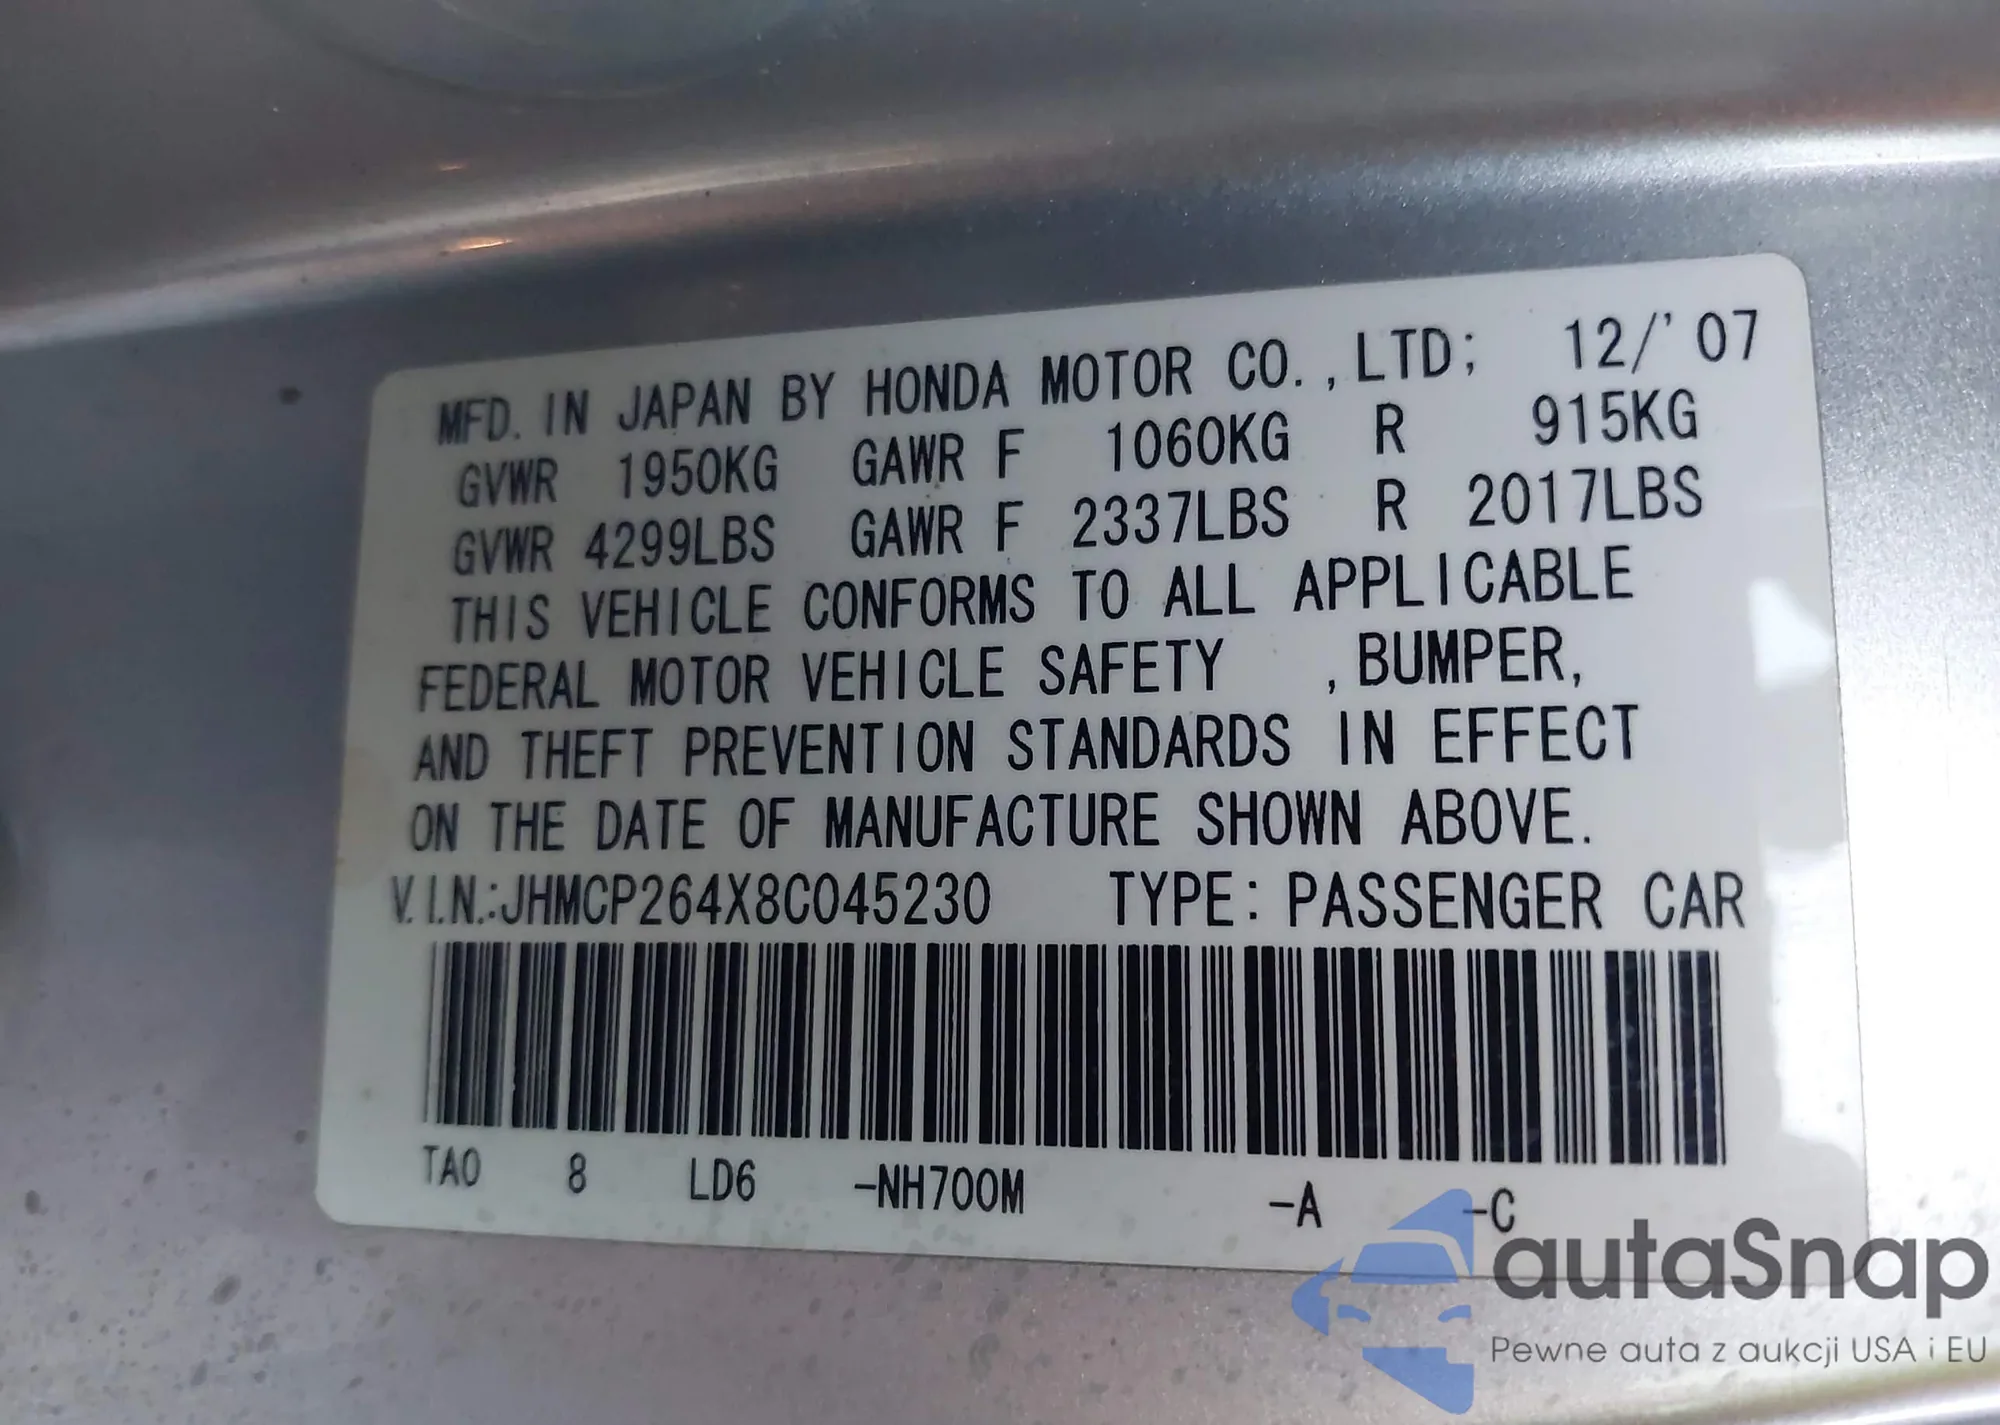 MFD. IN JAPAN BY HONDA MOTOR CO.,LTD; 12/'07
GVWR 1950KG GAWR F 1060KG R 915KG
GVWR 4299LBS GAWR F 2337LBS R 2017LBS
THIS VEHICLE CONFORMS TO ALL APPLICABLE
FEDERAL MOTOR VEHICLE SAFETY ,BUMPER,
AND THEFT PREVENTION STANDARDS IN EFFECT
ON THE DATE OF MANUFACTURE SHOWN ABOVE.
V.I.N.:JHMCP264X8C045230 TYPE: PASSENGER CAR
TA0 8 LD6 -NH700M -A -C
autaSnap
Pewne auta z aukcji USA i EU